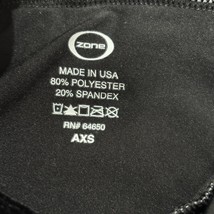 ZONE
MADE IN USA
80% POLYESTER
20% SPANDEX
RN# 64650
AXS